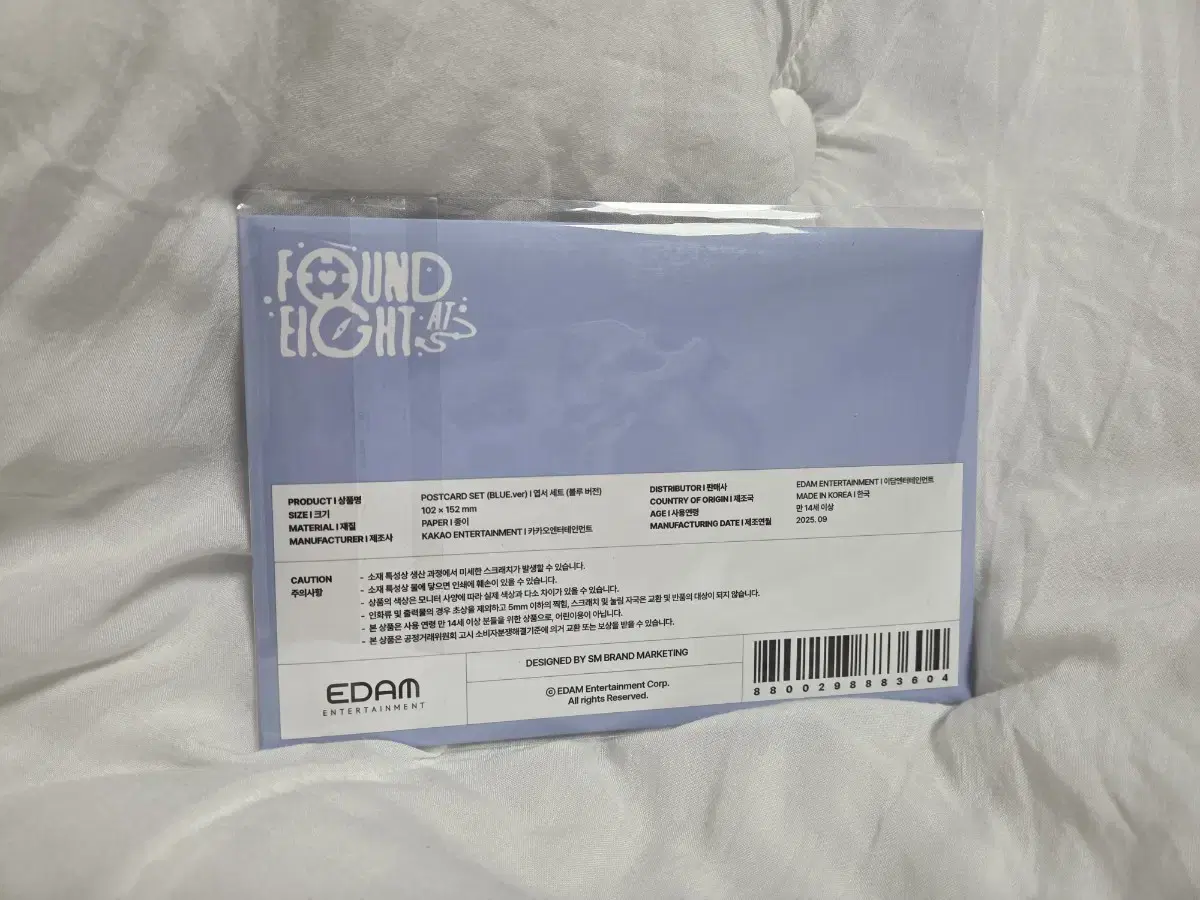 FOUND
EIGHT AT
PRODUCT I 상품명 POSTCARD SET (BLUE.ver) I 엽서 세트 (블루 버전)
SIZE I 크기 102 × 152 mm
MATERIAL I 재질 PAPER I 종이
MANUFACTURER I 제조사 KAKAO ENTERTAINMENT I 카카오엔터테인먼트
DISTRIBUTOR I 판매사 EDAM ENTERTAINMENT I 이담엔터테인먼트
COUNTRY OF ORIGIN I 제조국 MADE IN KOREA I 한국
AGE I 사용연령 만 14세 이상
MANUFACTURING DATE I 제조연월 2025. 09
CAUTION
주의사항
- 소재 특성상 생산 과정에서 미세한 스크래치가 발생할 수 있습니다.
- 소재 특성상 물에 닿으면 인쇄에 훼손이 있을 수 있습니다.
- 상품의 색상은 모니터 사양에 따라 실제 색상과 다소 차이가 있을 수 있습니다.
- 인화류 및 출력물의 경우 초상을 제외하고 5mm 이하의 찍힘, 스크래치 및 눌림 자국은 교환 및 반품의 대상이 되지 않습니다.
- 본 상품은 사용 연령 만 14세 이상 분들을 위한 상품으로, 어린이용이 아닙니다.
- 본 상품은 공정거래위원회 고시 소비자분쟁해결기준에 의거 교환 또는 보상을 받을 수 있습니다.
EDAM
ENTERTAINMENT
DESIGNED BY SM BRAND MARKETING
ⓒ EDAM Entertainment Corp.
All rights Reserved.
8800298883604